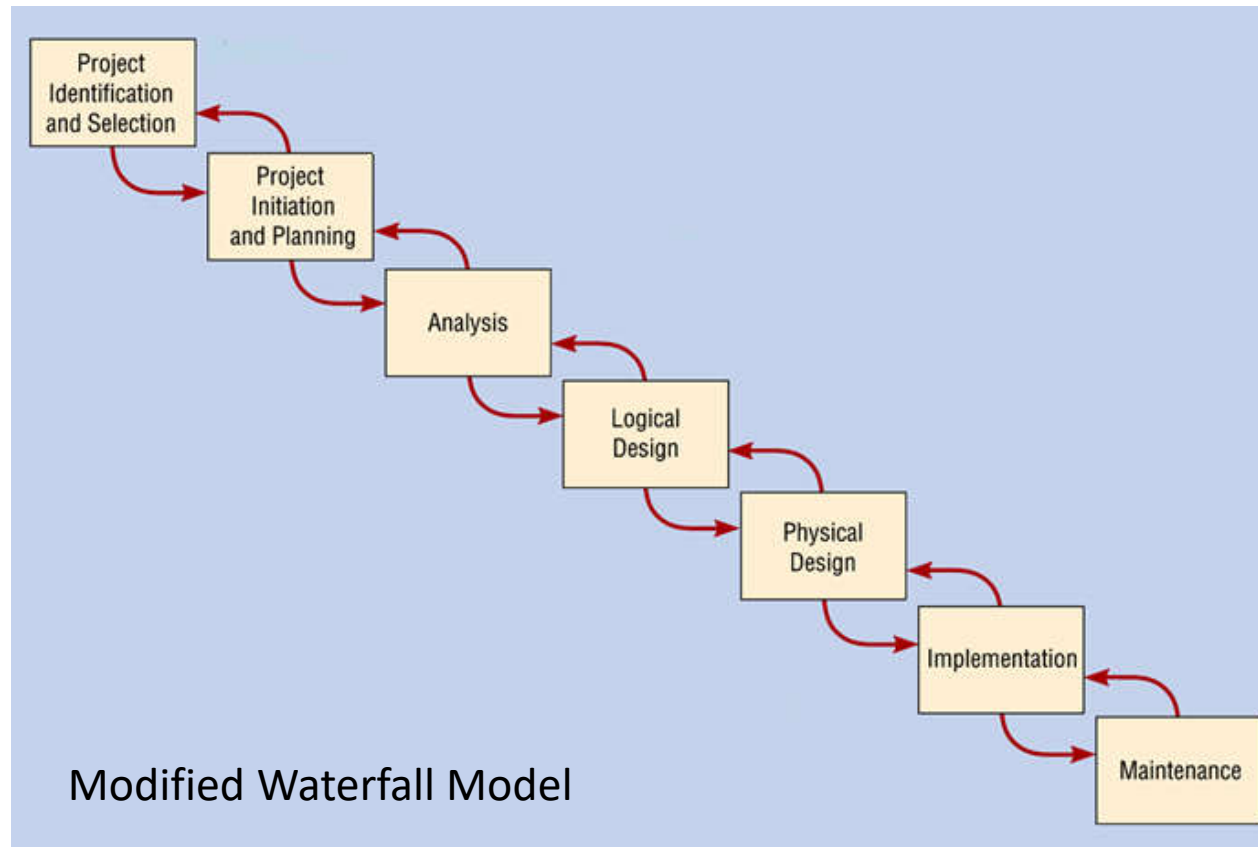 Project
Identification
and Selection
Project
Initiation
and Planning
Analysis
Logical
Design
Physical
Design
Implementation
Maintenance
Modified Waterfall Model